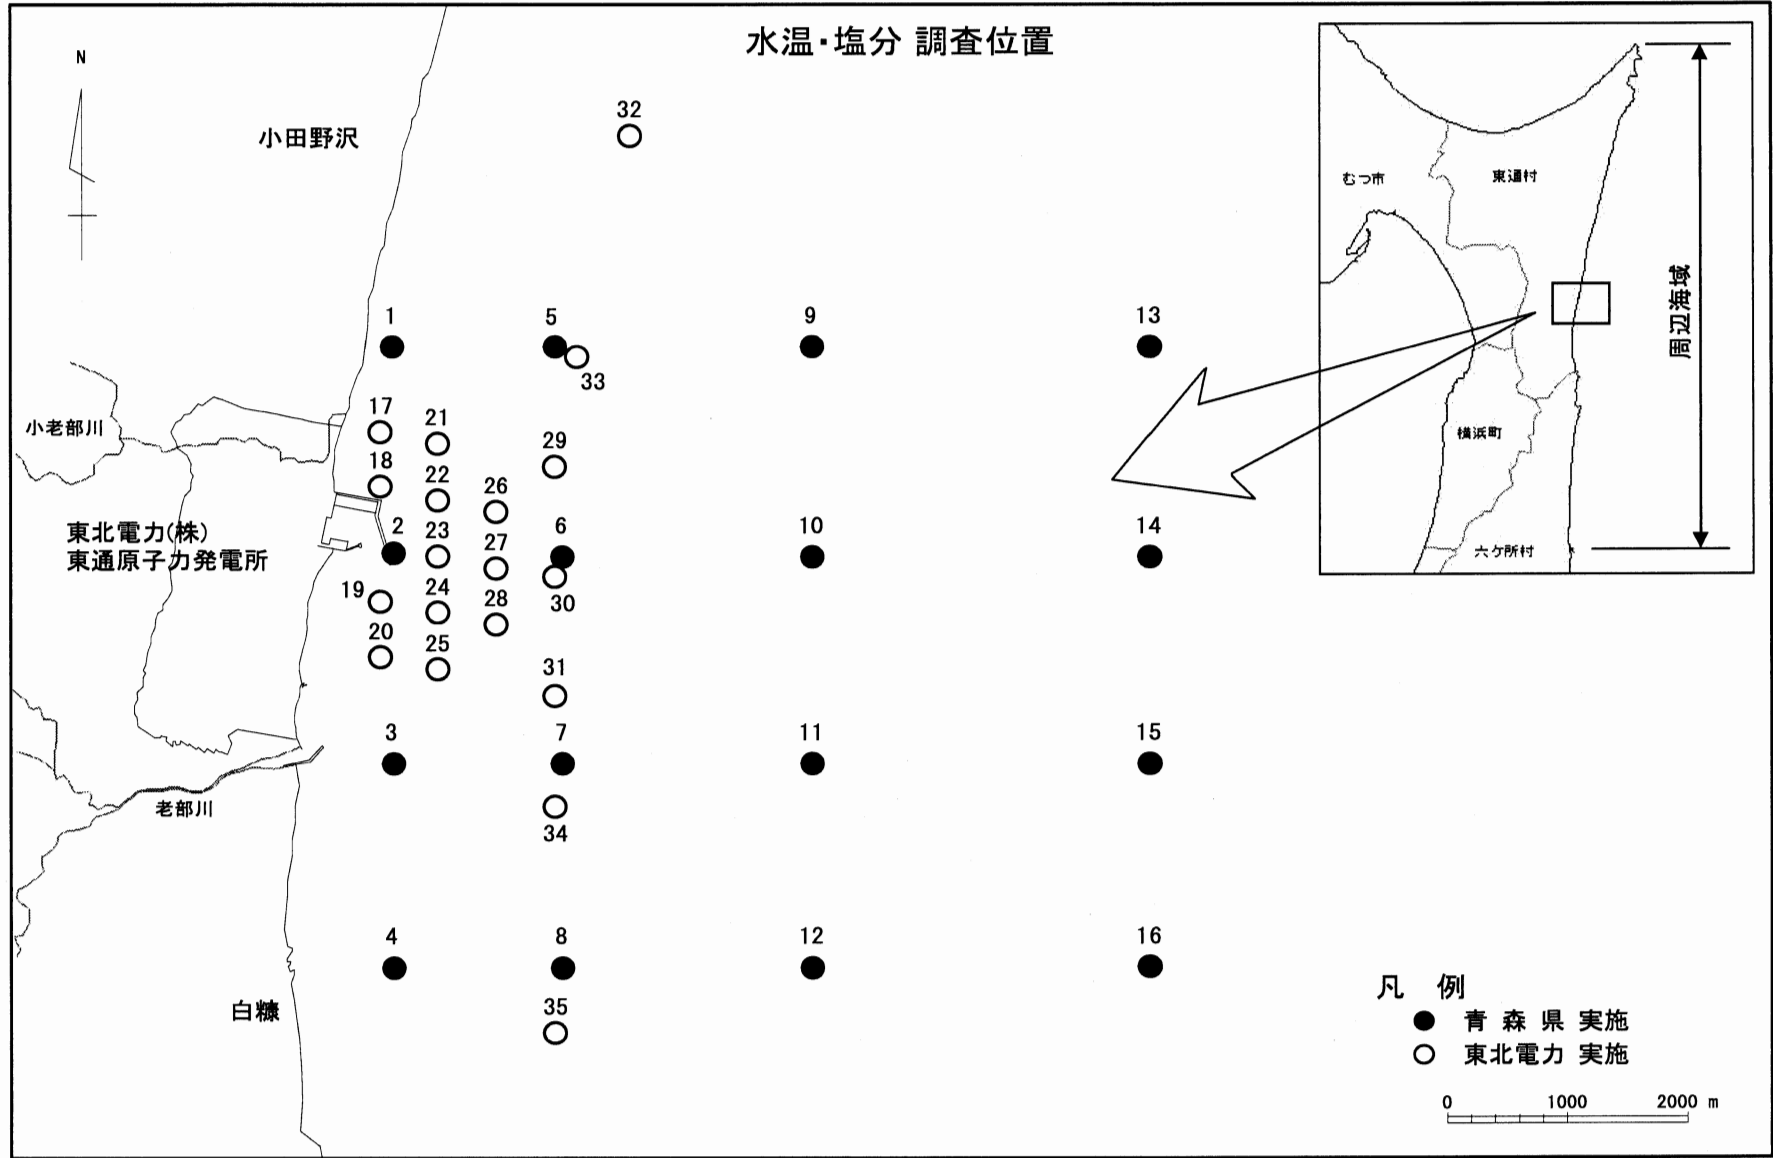 水温・塩分 調査位置
N
小田野沢
32
1
5
9
13
33
17
21
29
小老部川
18
22
26
東北電力(株)
東通原子力発電所
2
23
27
6
10
14
19
24
28
30
20
25
31
3
7
11
15
老部川
34
4
8
12
16
白糠
35
むつ市
東通村
周辺海域
横浜町
六ケ所村
凡 例
● 青 森 県 実施
○ 東北電力 実施
0 1000 2000 m